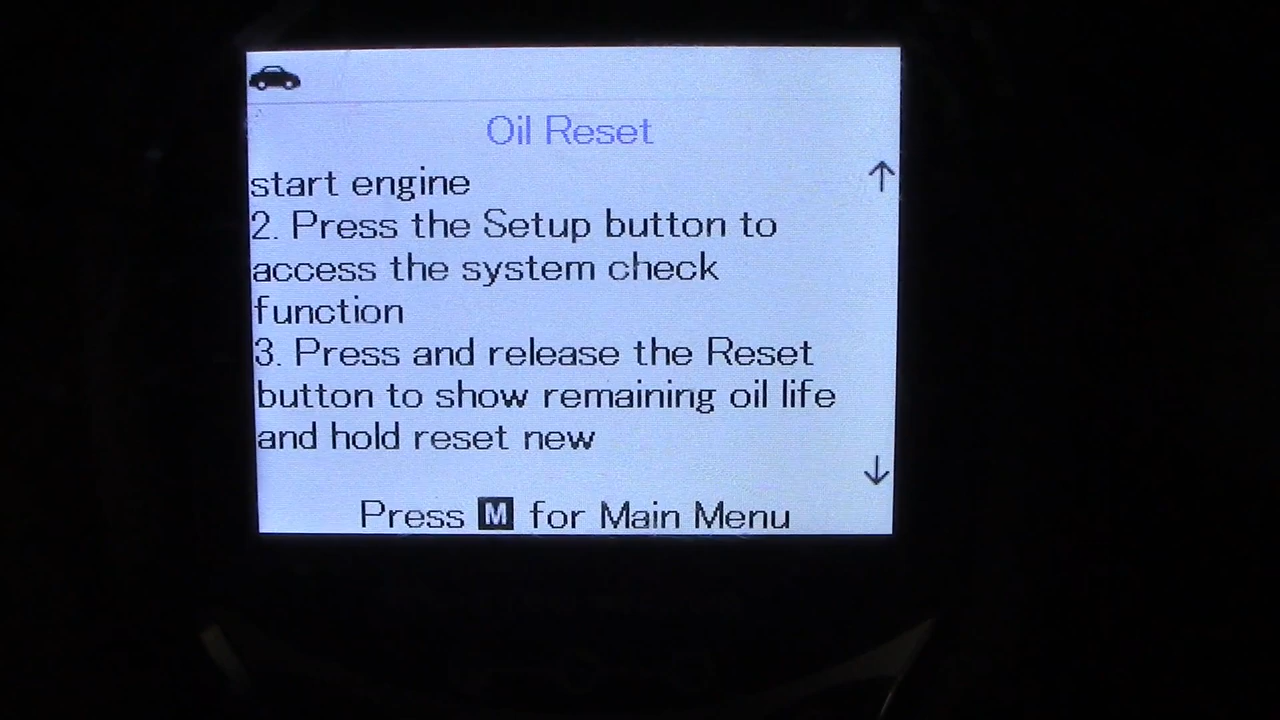 Oil Reset
start engine
2. Press the Setup button to
access the system check
function
3. Press and release the Reset
button to show remaining oil life
and hold reset new
Press M for Main Menu